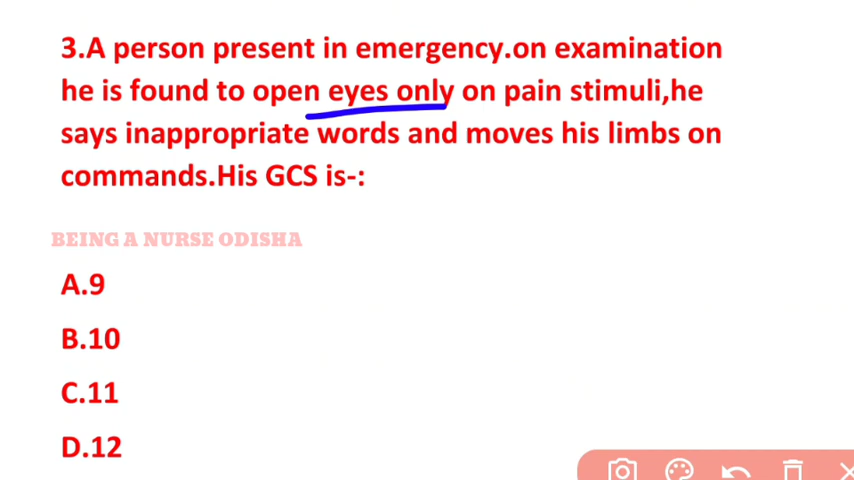 3.A person present in emergency.on examination
he is found to open eyes only on pain stimuli,he
says inappropriate words and moves his limbs on
commands.His GCS is-:
BEING A NURSE ODISHA
A.9
B.10
C.11
D.12